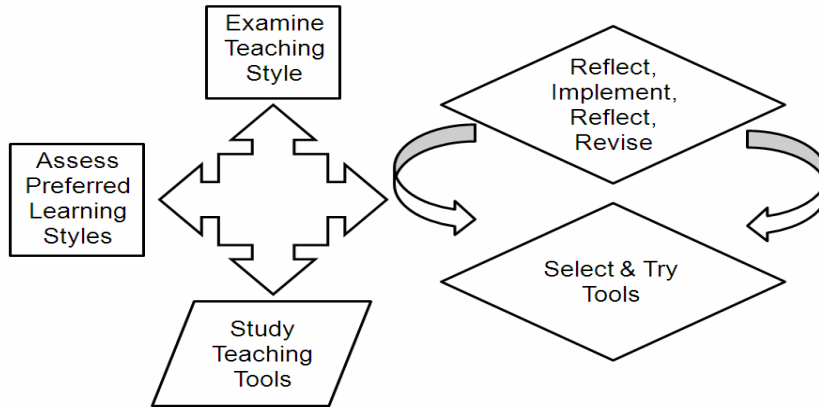 Examine
Teaching
Style
Assess
Preferred
Learning
Styles
Study
Teaching
Tools
Reflect,
Implement,
Reflect,
Revise
Select & Try
Tools